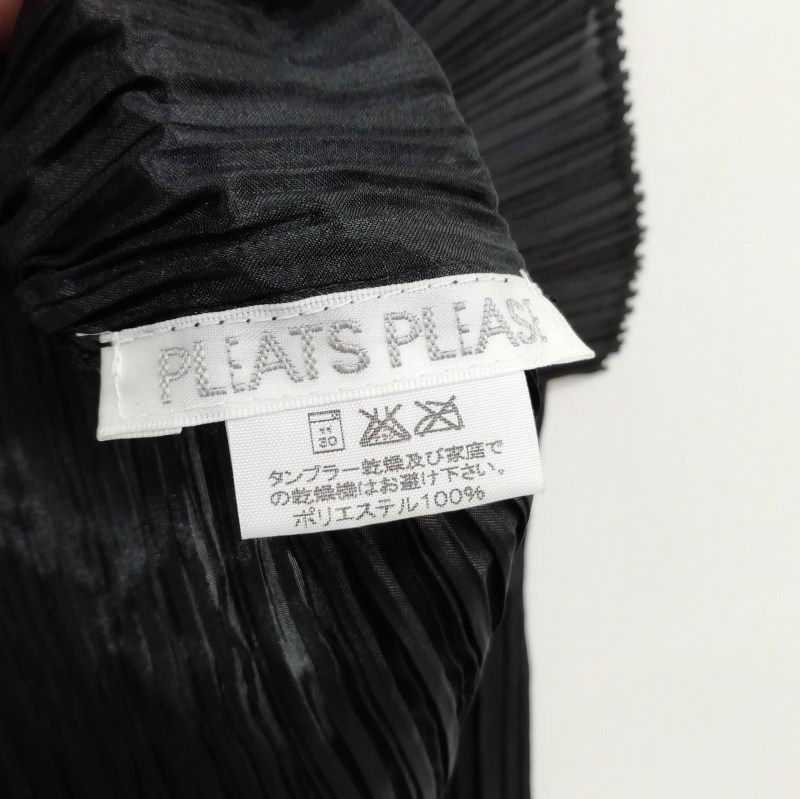 PLEATS PLEASE
30
タンブラー乾燥及び家庭で
の乾燥機はお避け下さい。
ポリエステル100%